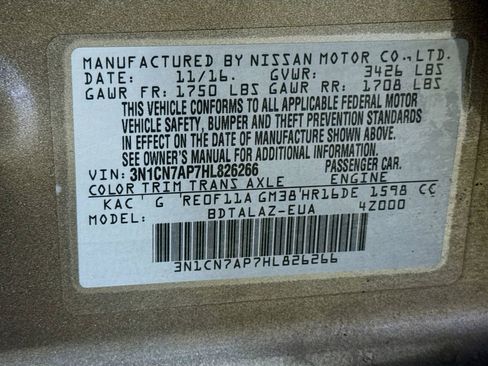 MANUFACTURED BY NISSAN MOTOR CO., LTD.
DATE: 11/16. GVWR: 3426 LBS
GAWR FR: 1750 LBS GAWR RR: 1708 LBS
THIS VEHICLE CONFORMS TO ALL APPLICABLE FEDERAL MOTOR
VEHICLE SAFETY, BUMPER AND THEFT PREVENTION STANDARDS
IN EFFECT ON THE DATE OF MANUFACTURE SHOWN ABOVE.
SEE OWNER'S MANUAL FOR ADDITIONAL INFORMATION.
VIN: 3N1CN7AP7HL826266 PASSENGER CAR.
COLOR TRIM TRANS AXLE ENGINE
KAC ' G 'RE0F11A GM38'HR16DE 1598 CC
MODEL: BDTALAZ-EUA 4Z000
3N1CN7AP7HL826266